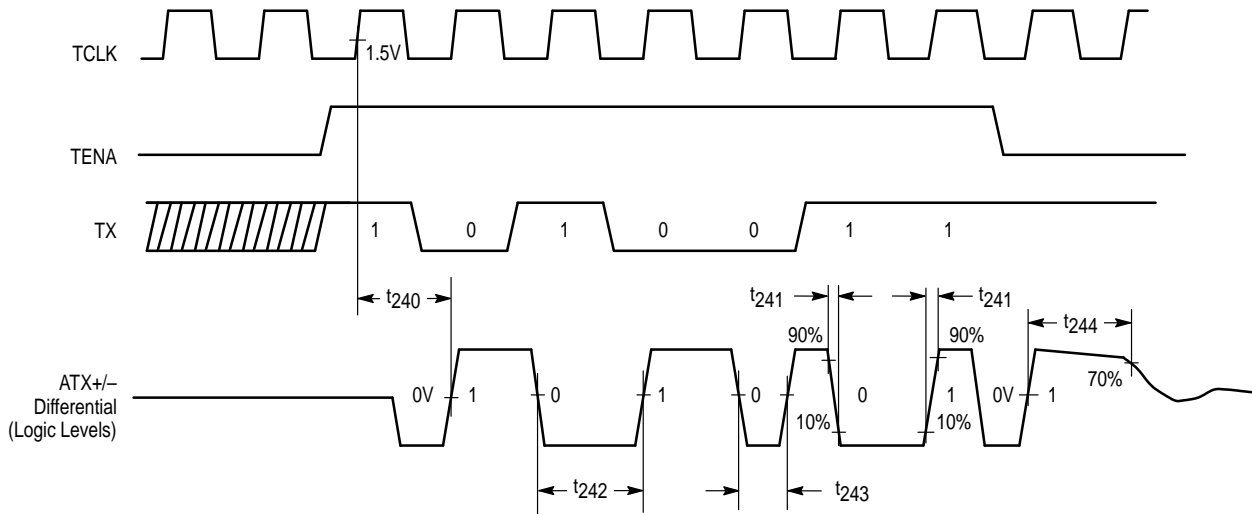 TCLK
1.5V
TENA
TX 1 0 1 0 0 1 1
t240 t241 t241 t244
90% 90%
70%
ATX+/–
Differential
(Logic Levels)
0V 1 0 1 0 0 1 0V 1
10% 10%
t242 t243